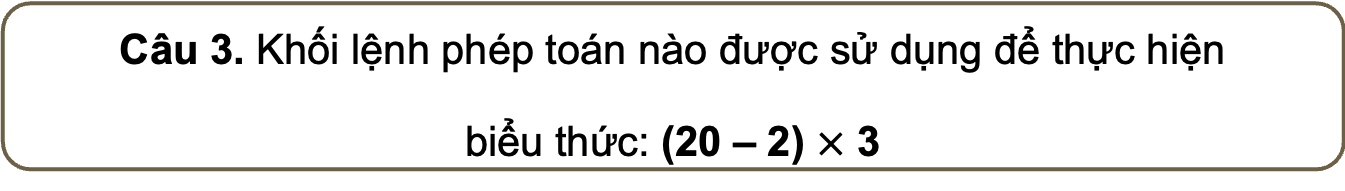 Câu 3. Khối lệnh phép toán nào được sử dụng để thực hiện
biểu thức: (20 – 2) × 3